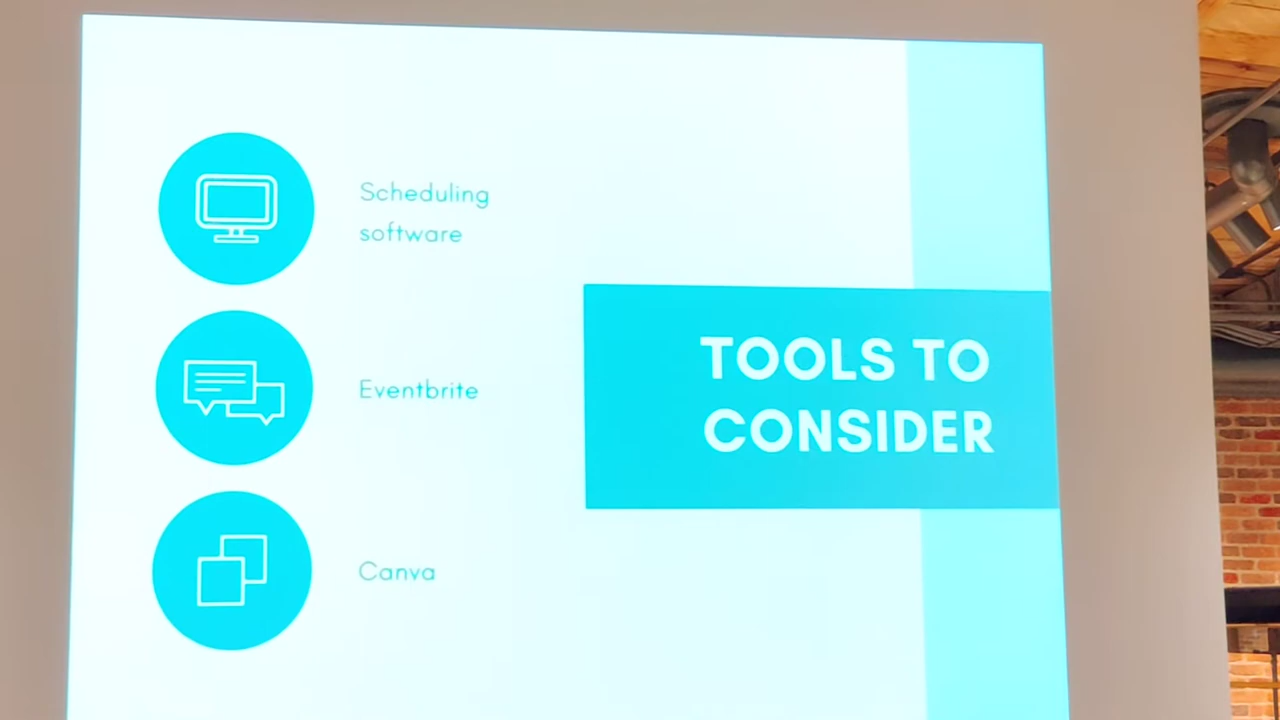 Scheduling
software
Eventbrite
Canva
TOOLS TO
CONSIDER